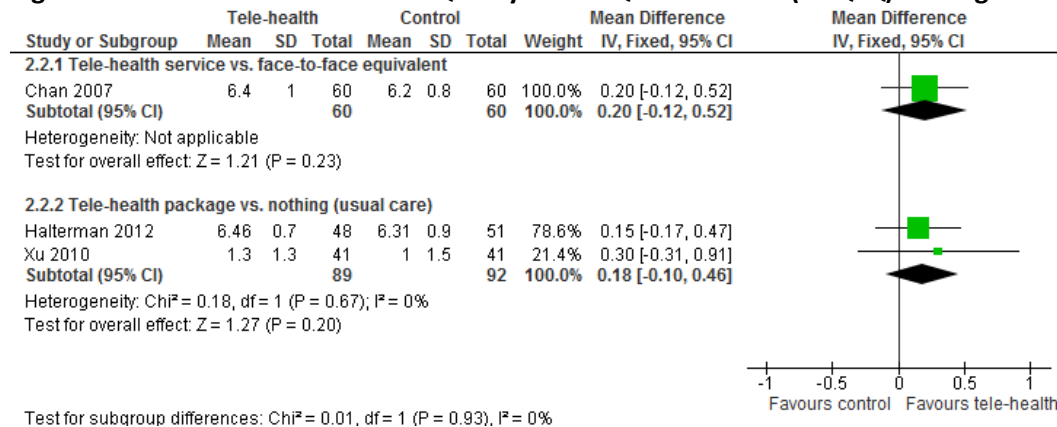 Tele-health Control Mean Difference Mean Difference
Study or Subgroup Mean SD Total Mean SD Total Weight IV, Fixed, 95% CI IV, Fixed, 95% CI
2.2.1 Tele-health service vs. face-to-face equivalent
Chan 2007 6.4 1 60 6.2 0.8 60 100.0% 0.20 [-0.12, 0.52]
Subtotal (95% CI) 60 60 100.0% 0.20 [-0.12, 0.52]
Heterogeneity: Not applicable
Test for overall effect: Z = 1.21 (P = 0.23)
2.2.2 Tele-health package vs. nothing (usual care)
Halterman 2012 6.46 0.7 48 6.31 0.9 51 78.6% 0.15 [-0.17, 0.47]
Xu 2010 1.3 1.3 41 1 1.5 41 21.4% 0.30 [-0.31, 0.91]
Subtotal (95% CI) 89 92 100.0% 0.18 [-0.10, 0.46]
Heterogeneity: Chi² = 0.18, df = 1 (P = 0.67); I² = 0%
Test for overall effect: Z = 1.27 (P = 0.20)
-1 -0.5 0 0.5 1
Favours control Favours tele-health
Test for subgroup differences: Chi² = 0.01, df = 1 (P = 0.93), I² = 0%